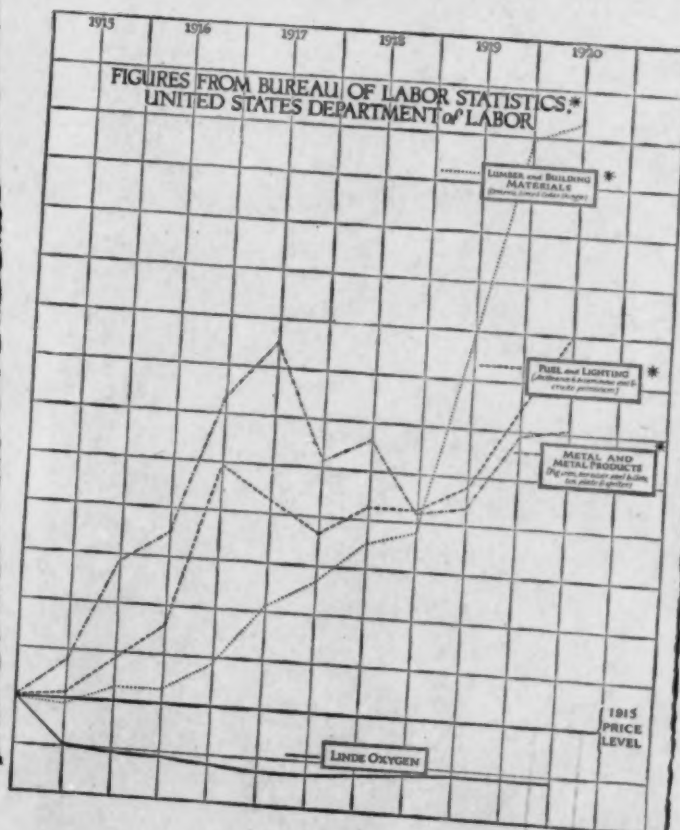 1915 1916 1917 1918 1919 1920
FIGURES FROM BUREAU OF LABOR STATISTICS.*
UNITED STATES DEPARTMENT of LABOR
LUMBER and BUILDING *
MATERIALS
FUEL and LIGHTING *
METAL AND *
METAL PRODUCTS
1915
PRICE
LEVEL
LINDE OXYGEN